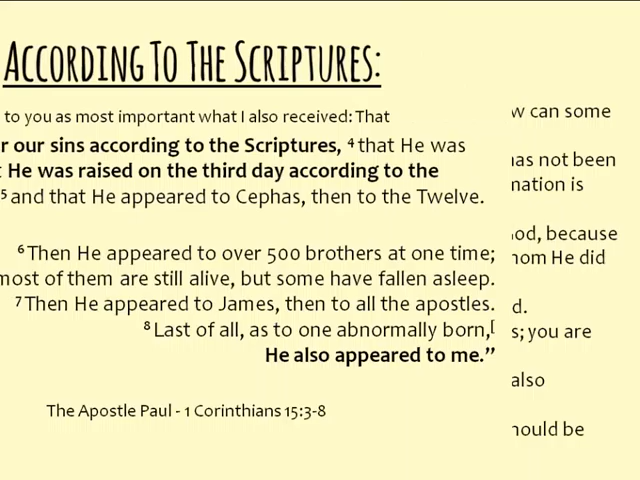 ACCORDING TO THE SCRIPTURES:
to you as most important what I also received: That
r our sins according to the Scriptures, ⁴ that He was
: He was raised on the third day according to the
⁵ and that He appeared to Cephas, then to the Twelve.
⁶ Then He appeared to over 500 brothers at one time;
most of them are still alive, but some have fallen asleep.
⁷ Then He appeared to James, then to all the apostles.
⁸ Last of all, as to one abnormally born,[
He also appeared to me.”
The Apostle Paul - 1 Corinthians 15:3-8
w can some
has not been
mation is
God, because
hom He did
d.
s; you are
also
hould be